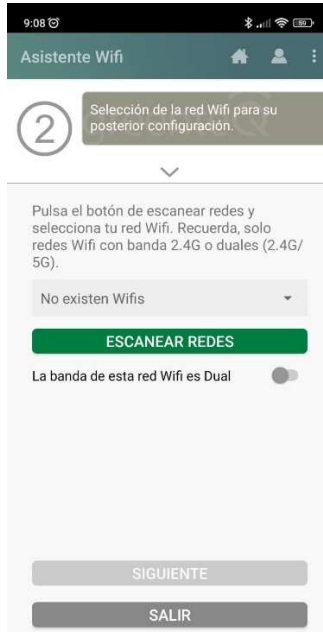 9:08
59
Asistente Wifi
2
Selección de la red Wifi para su
posterior configuración.
Pulsa el botón de escanear redes y
selecciona tu red Wifi. Recuerda, solo
redes Wifi con banda 2.4G o duales (2.4G/
5G).
No existen Wifis
ESCANEAR REDES
La banda de esta red Wifi es Dual
SIGUIENTE
SALIR